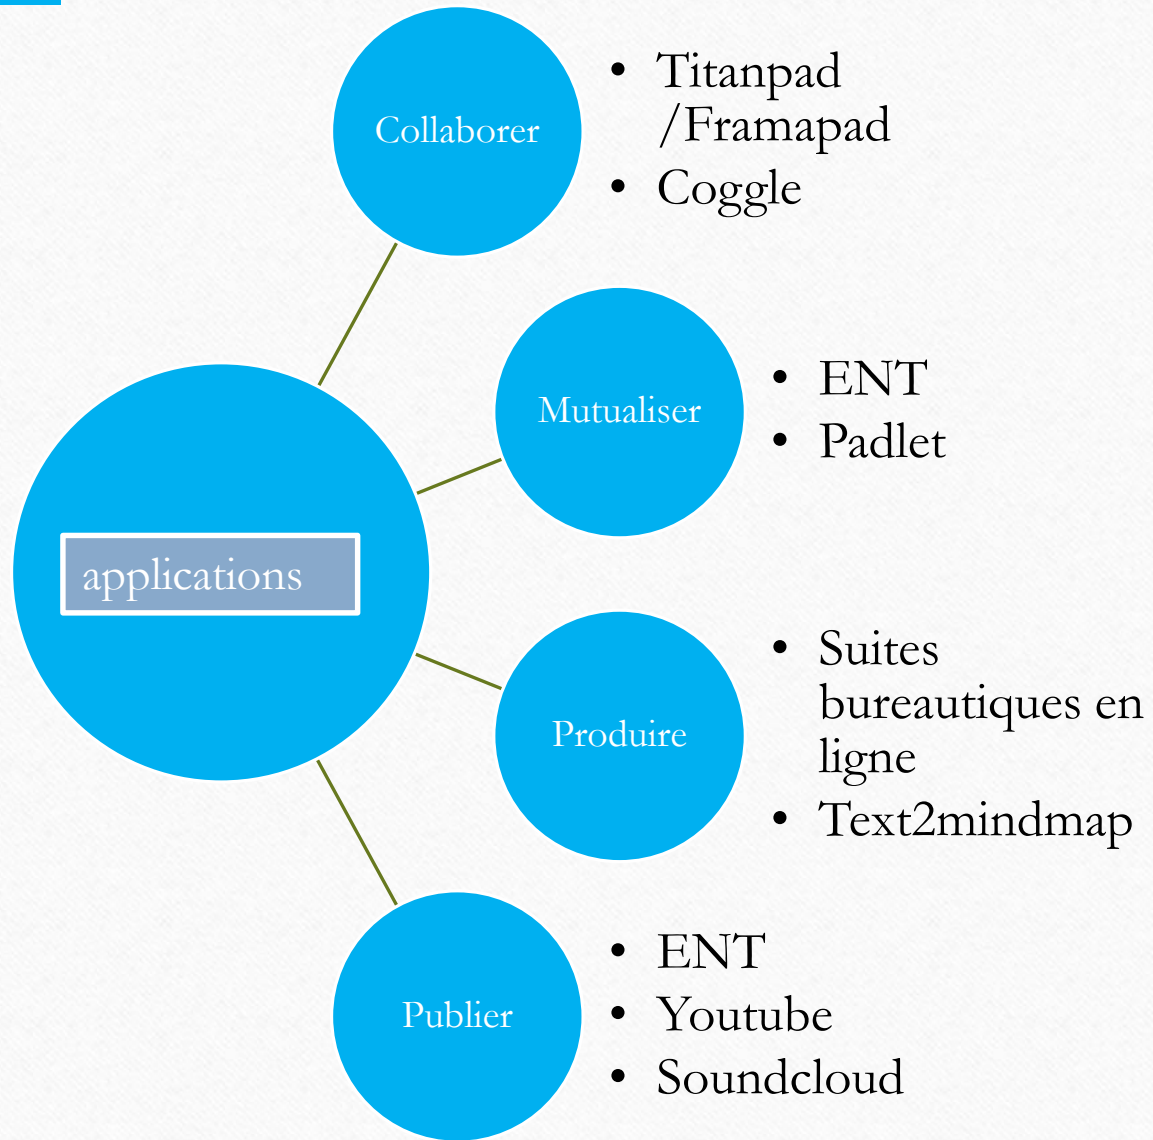 Collaborer
• Titanpad
/Framapad
• Coggle
Mutualiser
• ENT
• Padlet
applications
Produire
• Suites
bureautiques en
ligne
• Text2mindmap
Publier
• ENT
• Youtube
• Soundcloud